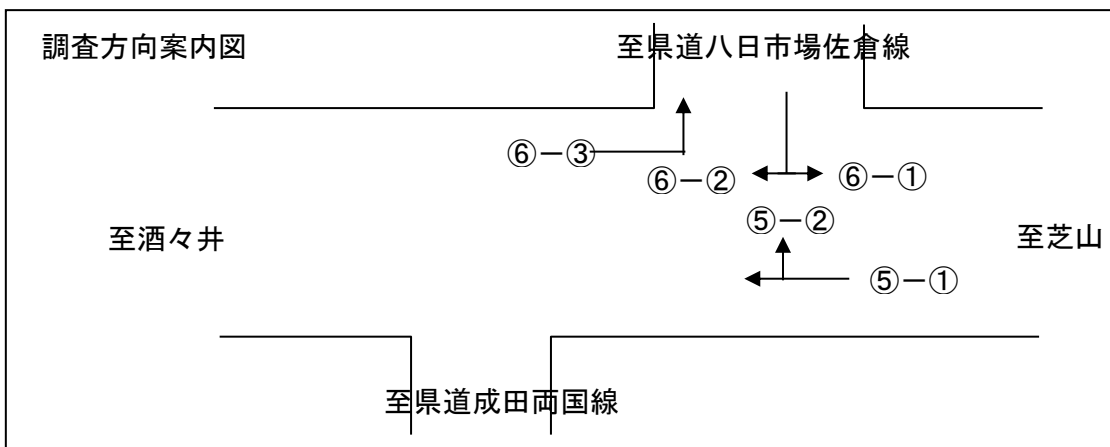 調査方向案内図
至県道八日市場佐倉線
⑥－③
⑥－②
⑥－①
⑤－②
至酒々井
至芝山
⑤－①
至県道成田両国線